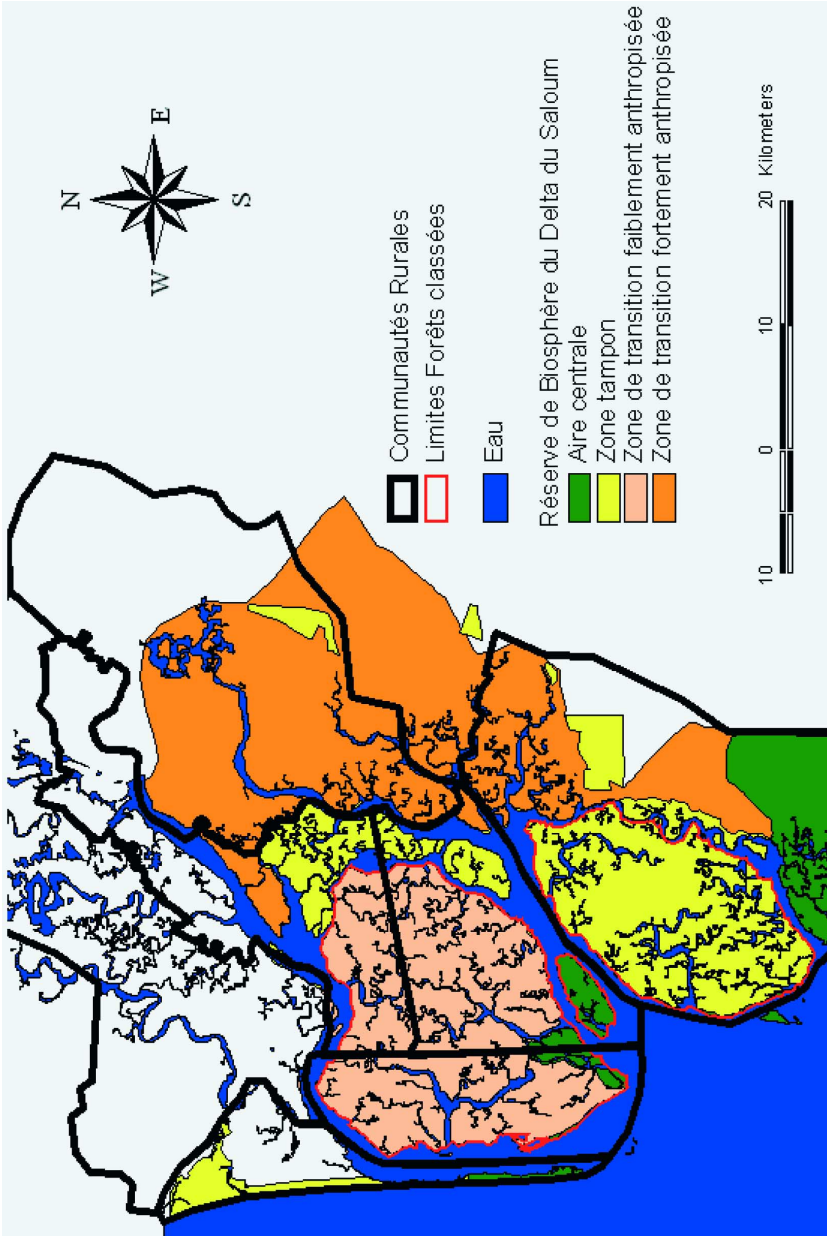 N
W
E
S
Communautés Rurales
Limites Forêts classées
Eau
Réserve de Biosphère du Delta du Saloum
Aire centrale
Zone tampon
Zone de transition faiblement anthropisée
Zone de transition fortement anthropisée
10 0 10 20 Kilometers